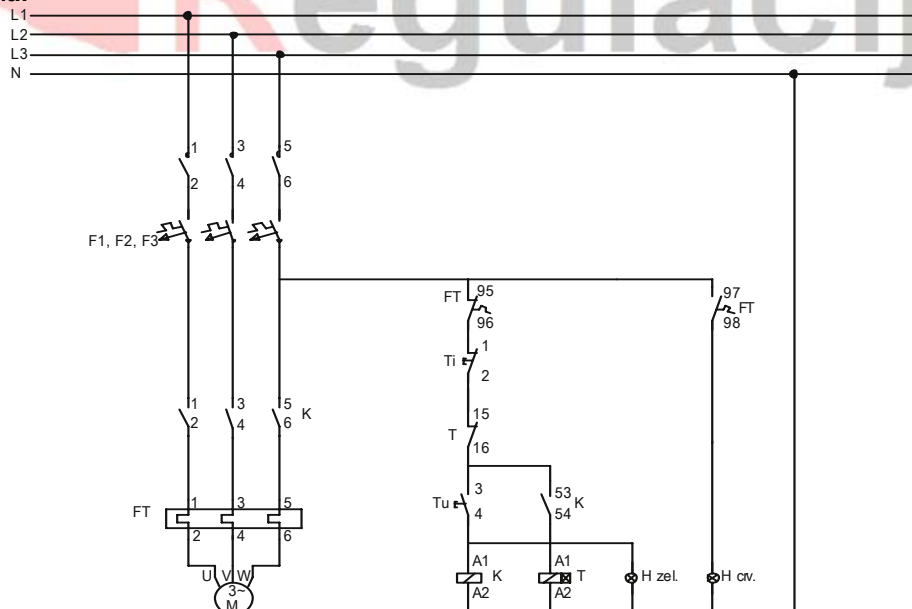 Regulacij
L1
L2
L3
N
1 3 5
2 4 6
F1, F2, F3
FT 95
96
97
FT
98
Ti 1
2
15
T
16
1 3 5 K
2 4 6
3
Tu
4
53 K
54
FT 1 3 5
2 4 6
U V W
3~
M
A1
K
A2
A1
T
A2
H zel.
H crv.